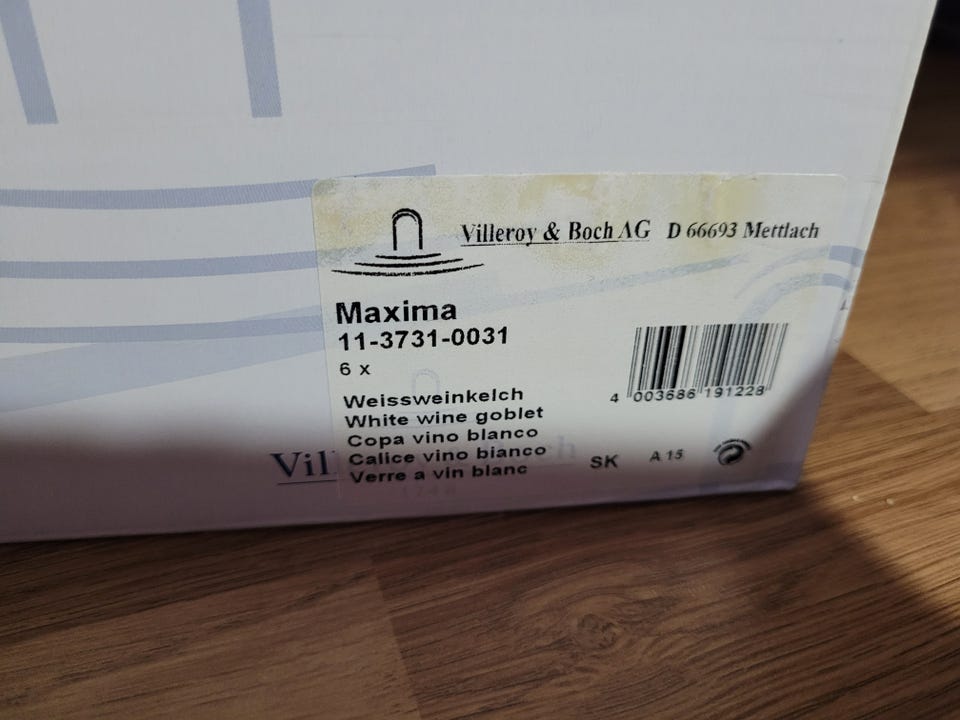 Villeroy & Boch AG D 66693 Mettlach
Maxima
11-3731-0031
6 x
4 003686 191228
Weissweinkelch
White wine goblet
Copa vino blanco
Calice vino bianco
Verre a vin blanc
SK A 15
Vil